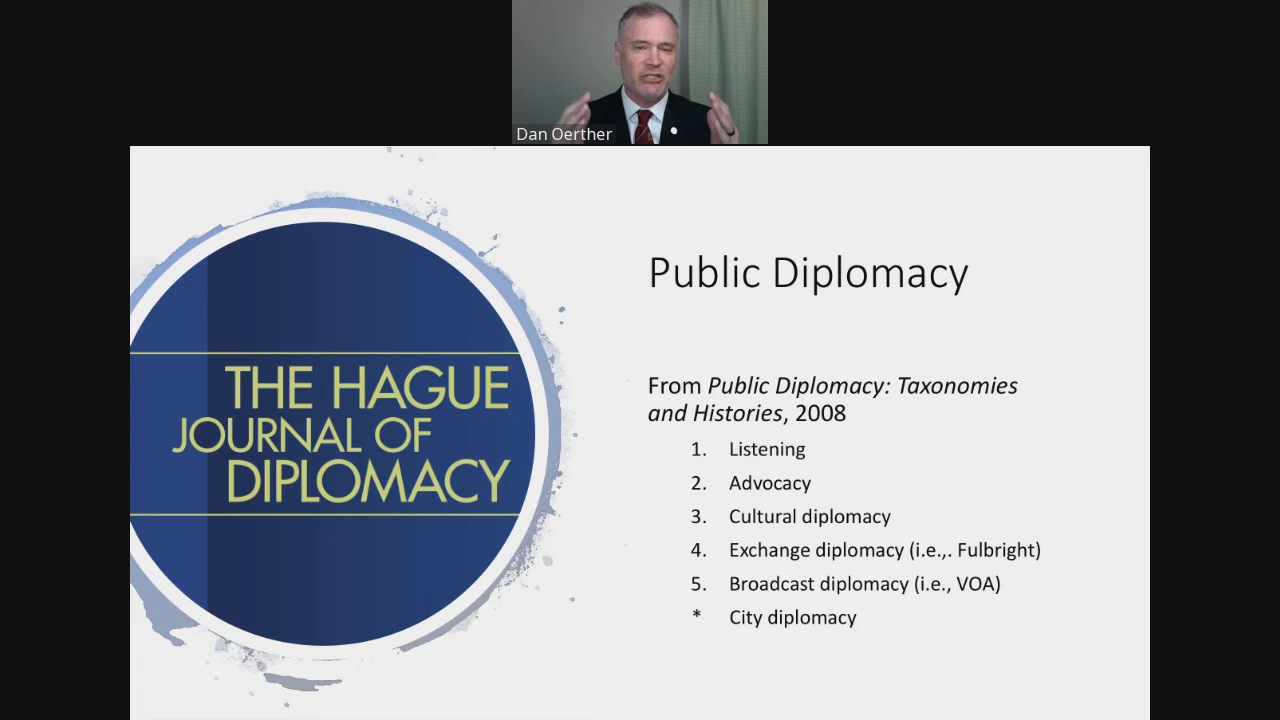 Dan Oerther
THE HAGUE
JOURNAL OF
DIPLOMACY
Public Diplomacy
From Public Diplomacy: Taxonomies
and Histories, 2008
1. Listening
2. Advocacy
3. Cultural diplomacy
4. Exchange diplomacy (i.e.,. Fulbright)
5. Broadcast diplomacy (i.e., VOA)
* City diplomacy